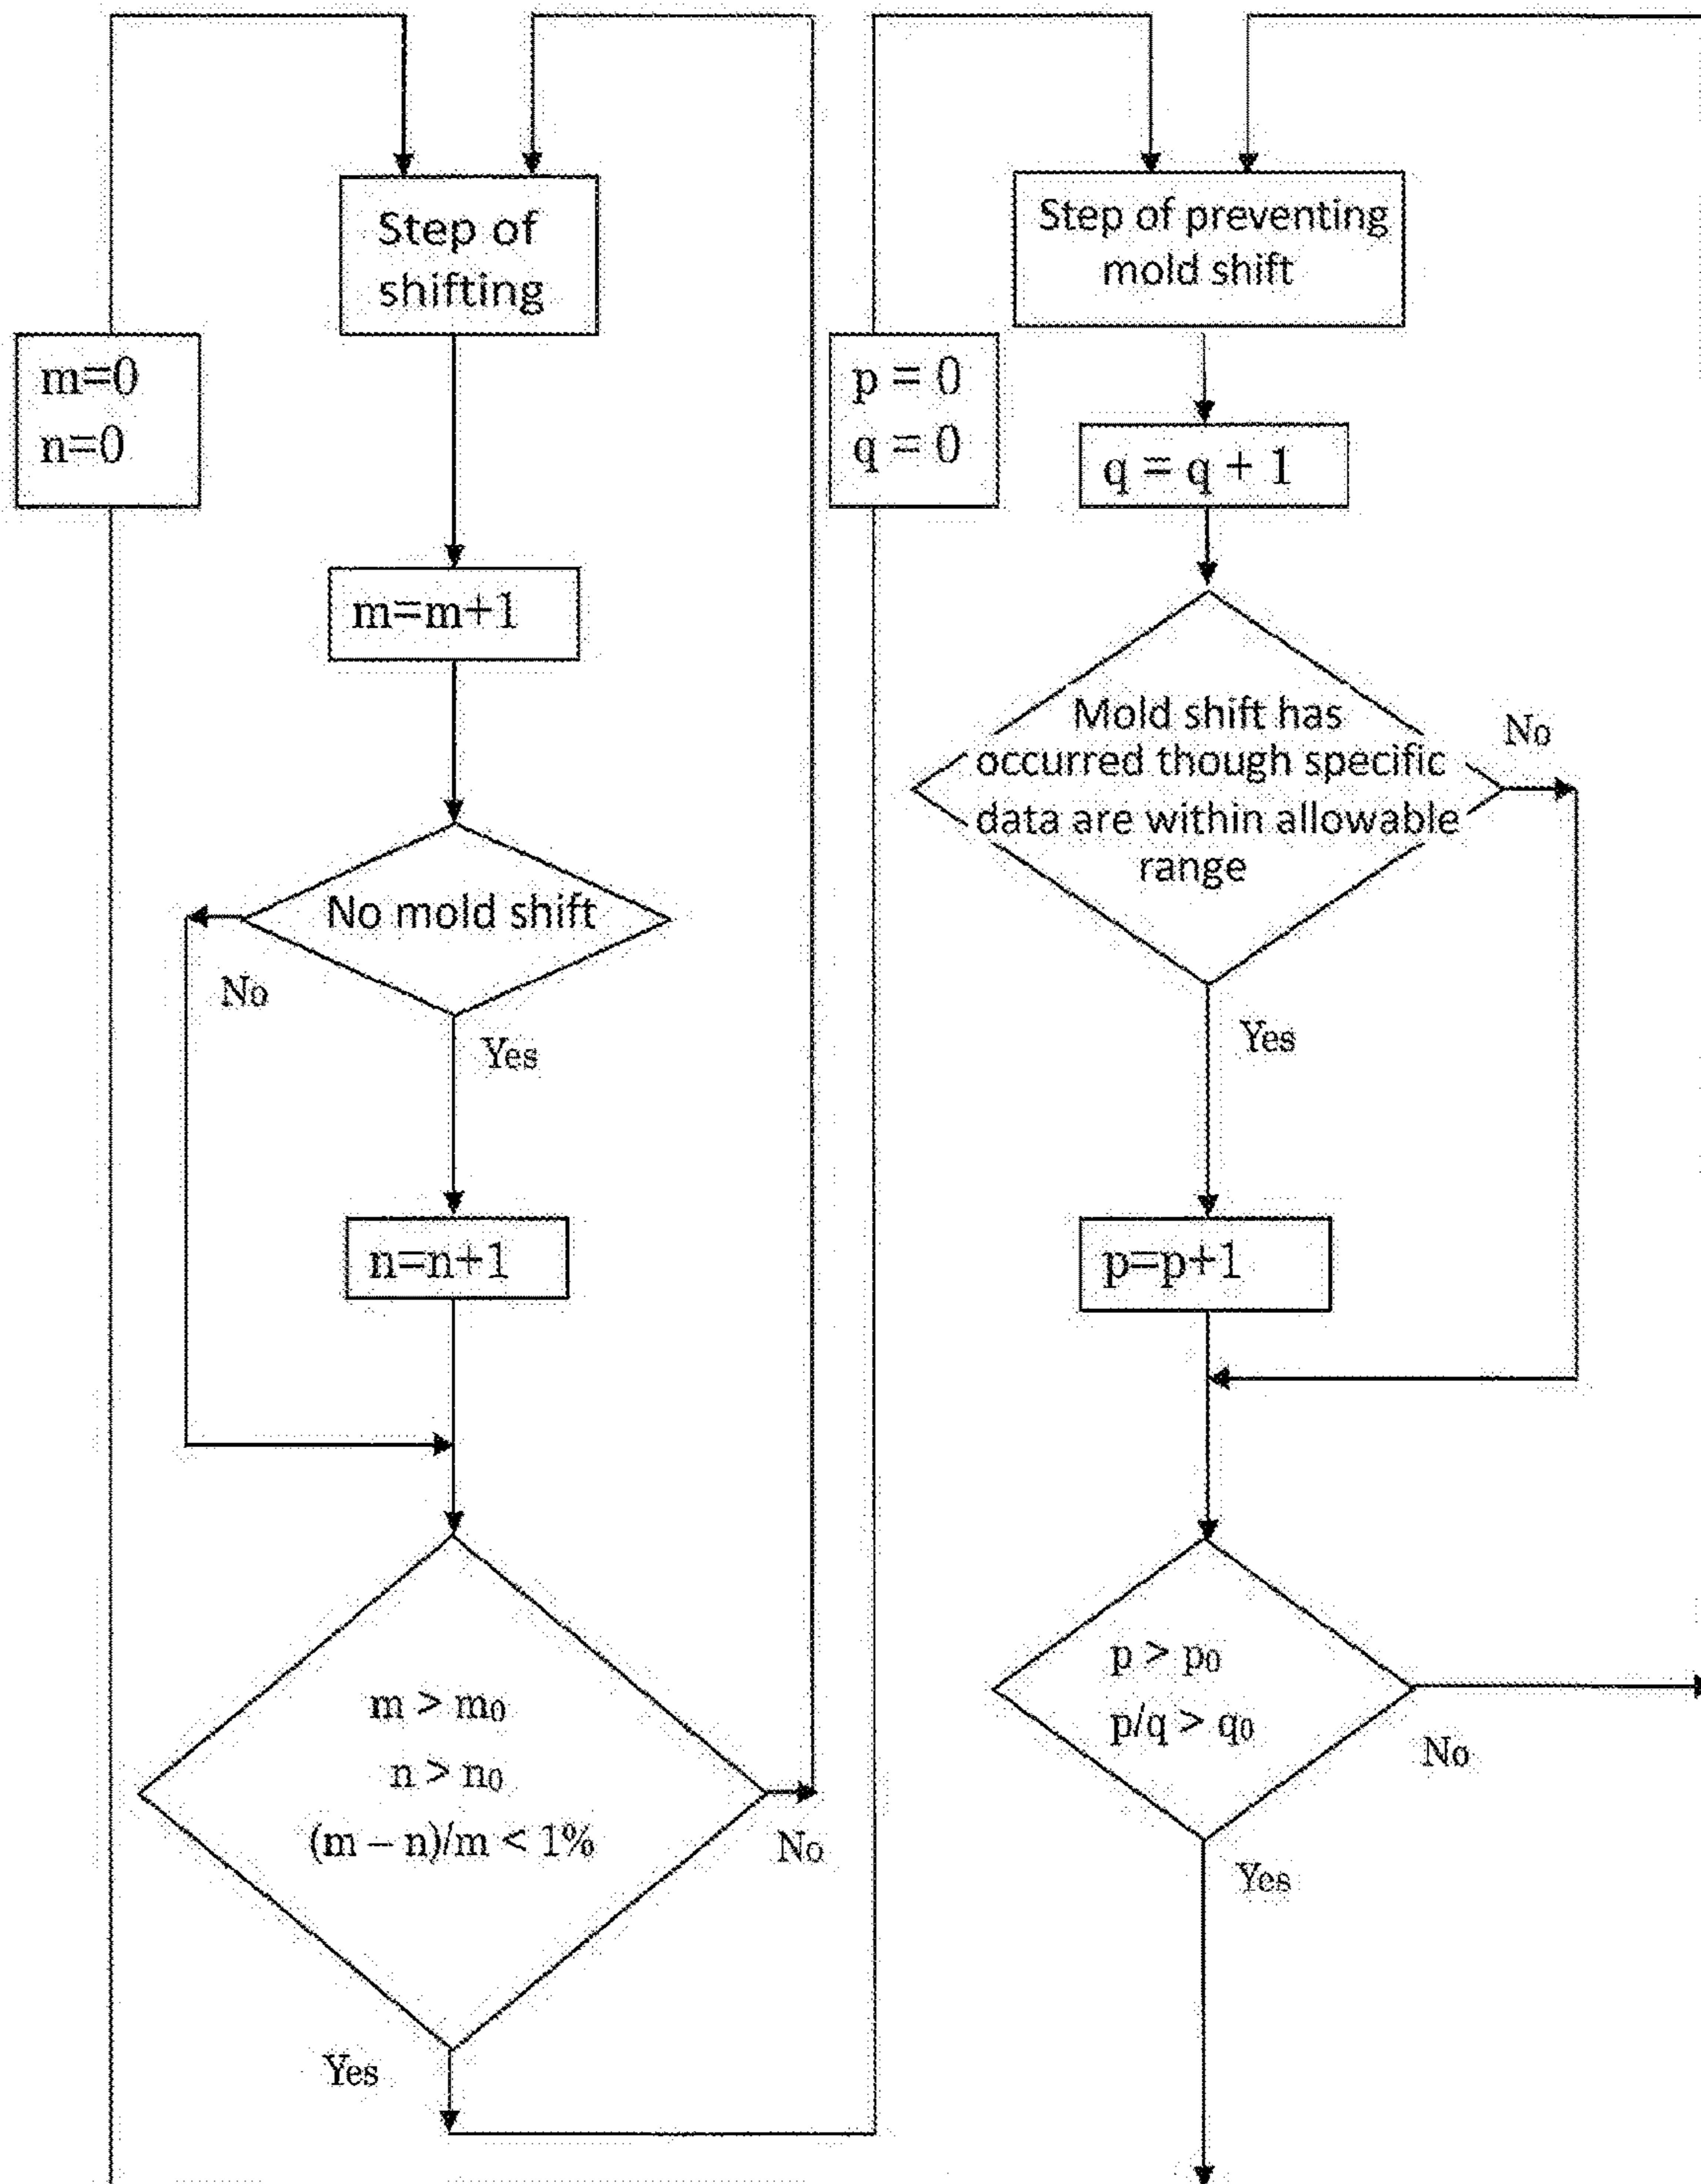 Step of
shifting
m=0
n=0
m=m+1
No mold shift
No
Yes
n=n+1
m > m₀
n > n₀
(m – n)/m < 1%
No
Yes
Step of preventing
mold shift
p = 0
q = 0
q = q + 1
Mold shift has
occurred though specific
data are within allowable
range
No
Yes
p=p+1
p > p₀
p/q > q₀
No
Yes